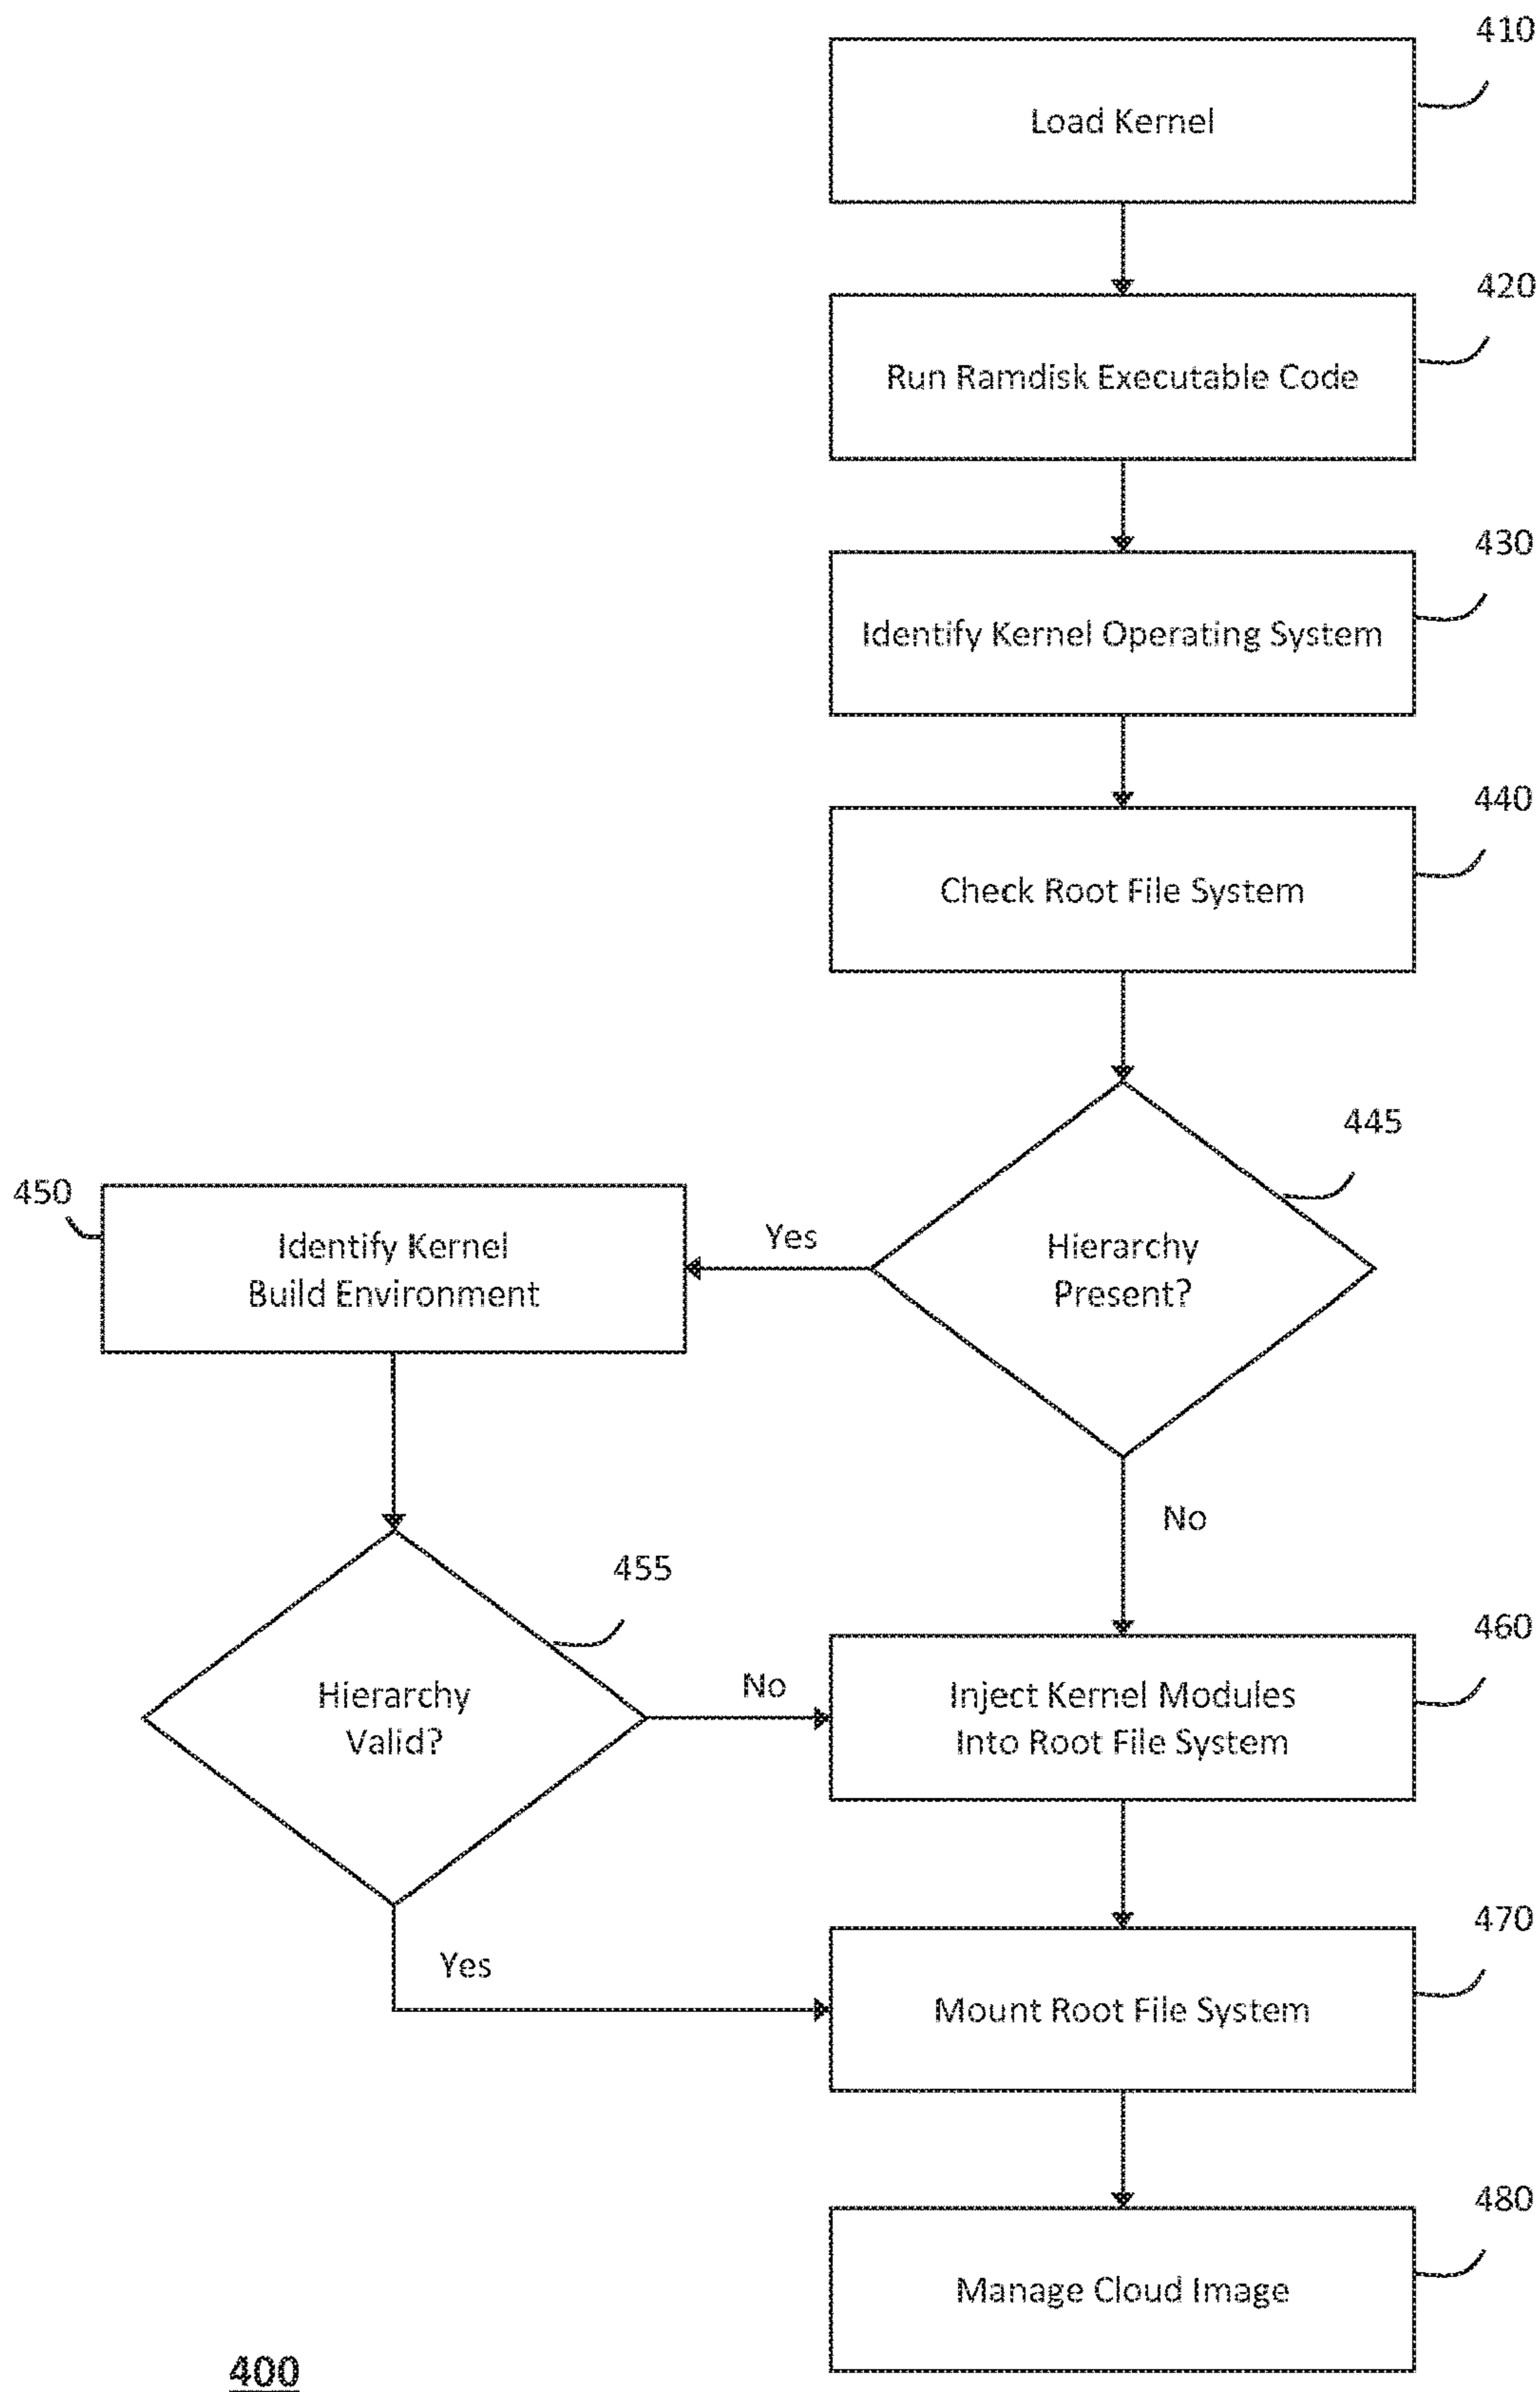 410
Load Kernel
420
Run Ramdisk Executable Code
430
Identify Kernel Operating System
440
Check Root File System
445
450
Identify Kernel
Build Environment
Yes
Hierarchy
Present?
No
455
460
Hierarchy
Valid?
No
Inject Kernel Modules
Into Root File System
470
Yes
Mount Root File System
480
Manage Cloud Image
400